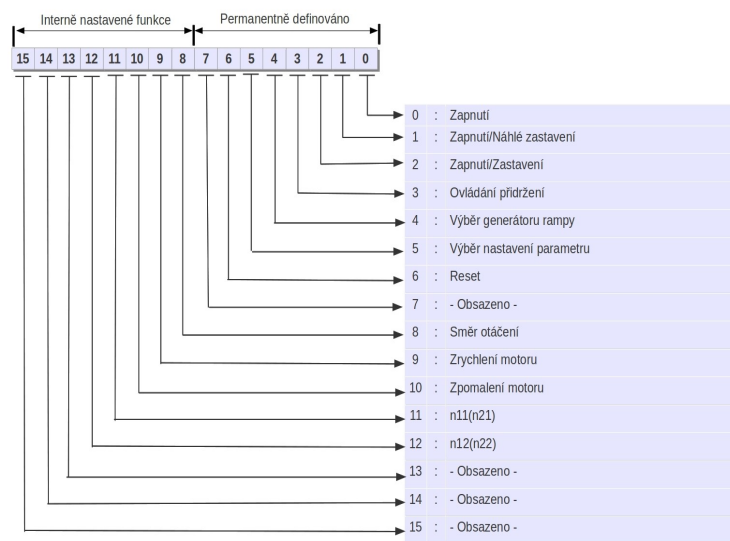 Interně nastavené funkce Permanentně definováno
15 14 13 12 11 10 9 8 7 6 5 4 3 2 1 0
0 : Zapnutí
1 : Zapnutí/Náhlé zastavení
2 : Zapnutí/Zastavení
3 : Ovládání přidržení
4 : Výběr generátoru rampy
5 : Výběr nastavení parametru
6 : Reset
7 : - Obsazeno -
8 : Směr otáčení
9 : Zrychlení motoru
10 : Zpomalení motoru
11 : n11(n21)
12 : n12(n22)
13 : - Obsazeno -
14 : - Obsazeno -
15 : - Obsazeno -